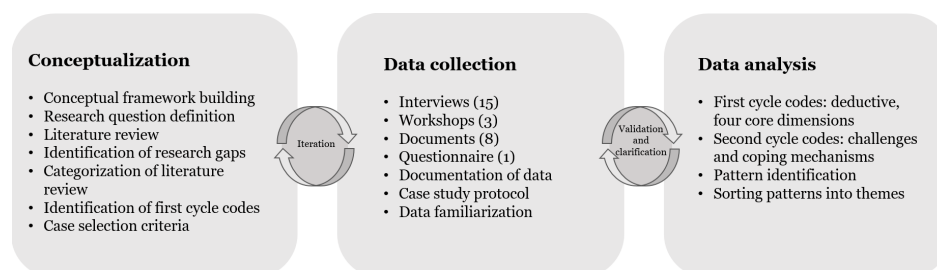 Conceptualization
• Conceptual framework building
• Research question definition
• Literature review
• Identification of research gaps
• Categorization of literature
review
• Identification of first cycle codes
• Case selection criteria
Iteration
Data collection
• Interviews (15)
• Workshops (3)
• Documents (8)
• Questionnaire (1)
• Documentation of data
• Case study protocol
• Data familiarization
Validation
and
clarification
Data analysis
• First cycle codes: deductive,
four core dimensions
• Second cycle codes: challenges
and coping mechanisms
• Pattern identification
• Sorting patterns into themes